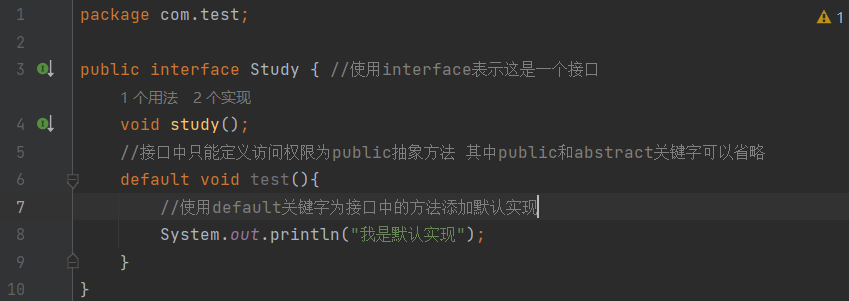 1 package com.test;
⚠ 1
2
3 public interface Study { //使用interface表示这是一个接口
1 个用法 2 个实现
4 void study();
5 //接口中只能定义访问权限为public抽象方法 其中public和abstract关键字可以省略
6 default void test(){
7 //使用default关键字为接口中的方法添加默认实现
8 System.out.println("我是默认实现");
9 }
10 }